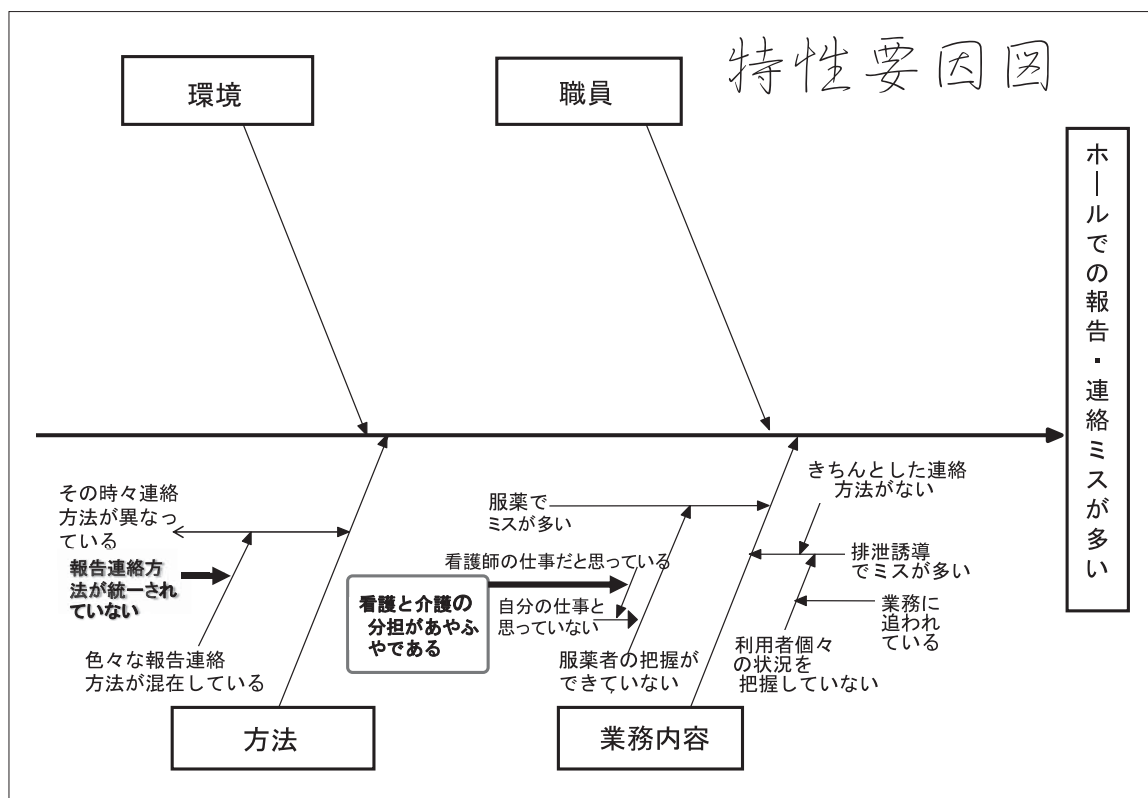 特性要因図
環境
職員
ホールでの報告・連絡ミスが多い
その時々連絡
方法が異なっ
ている
報告連絡方
法が統一され
ていない
色々な報告連絡
方法が混在している
方法
服薬で
ミスが多い
看護師の仕事だと思っている
看護と介護の
分担があやふ
やである
自分の仕事と
思っていない
服薬者の把握が
できていない
きちんとした連絡
方法がない
排泄誘導
でミスが多い
業務に
追われ
ている
利用者個々
の状況を
把握していない
業務内容